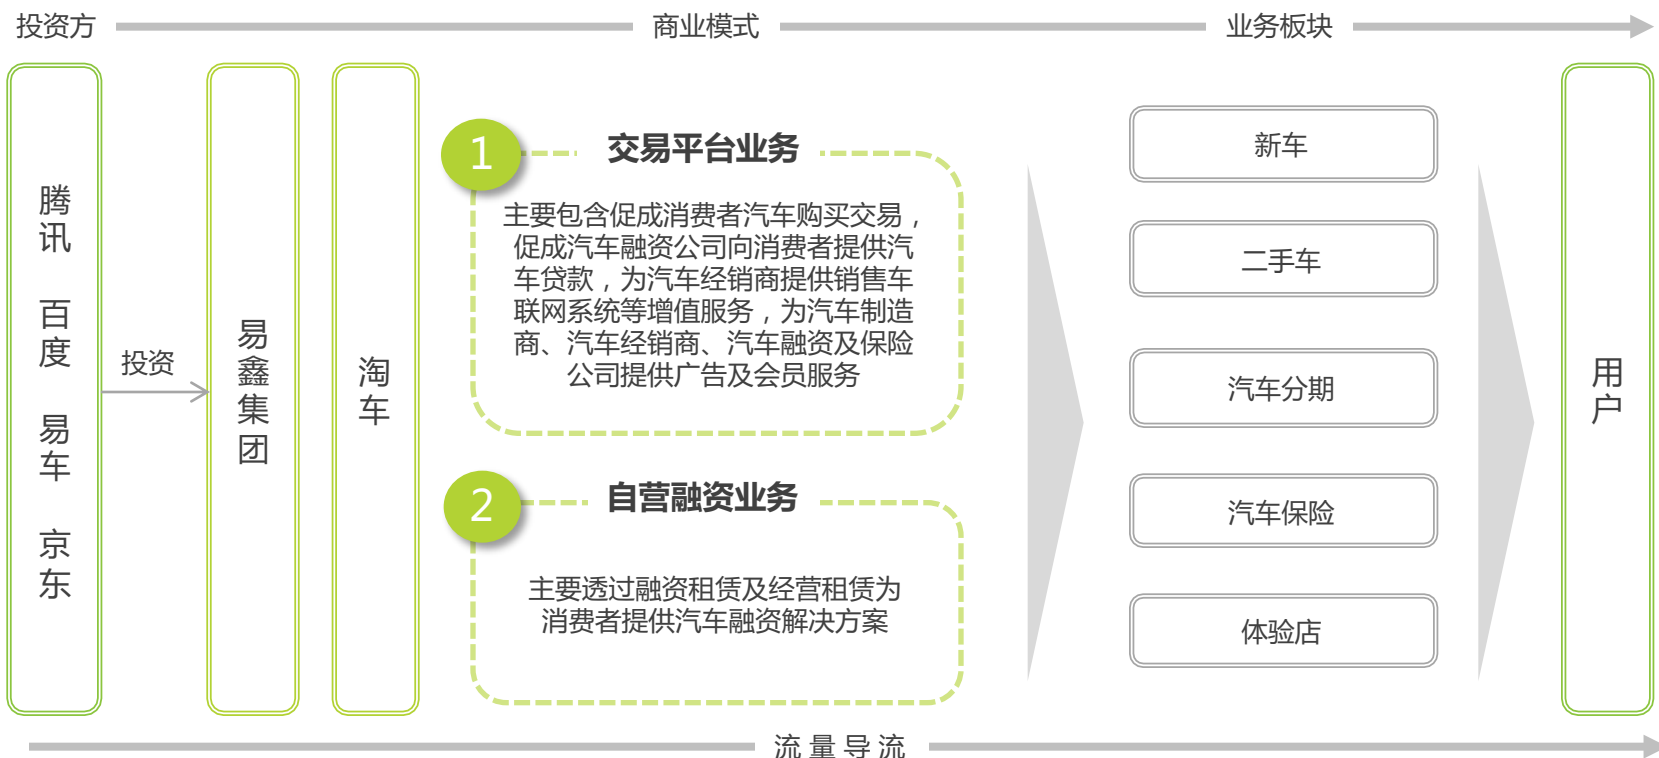 投资方
商业模式
业务板块
腾讯
百度
易车
京东
投资
易鑫集团
淘车
1
交易平台业务
主要包含促成消费者汽车购买交易，
促成汽车融资公司向消费者提供汽
车贷款，为汽车经销商提供销售车
联网系统等增值服务，为汽车制造
商、汽车经销商、汽车融资及保险
公司提供广告及会员服务
2
自营融资业务
主要透过融资租赁及经营租赁为
消费者提供汽车融资解决方案
新车
二手车
汽车分期
汽车保险
体验店
用户
流量导流